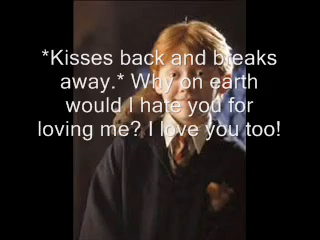 *Kisses back and breaks
away.* Why on earth
would I hate you for
loving me? I love you too!